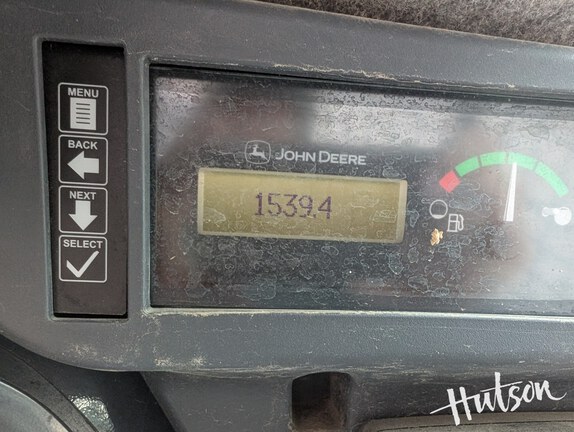 MENU
BACK
NEXT
SELECT
JOHN DEERE
1539.4
Hutson